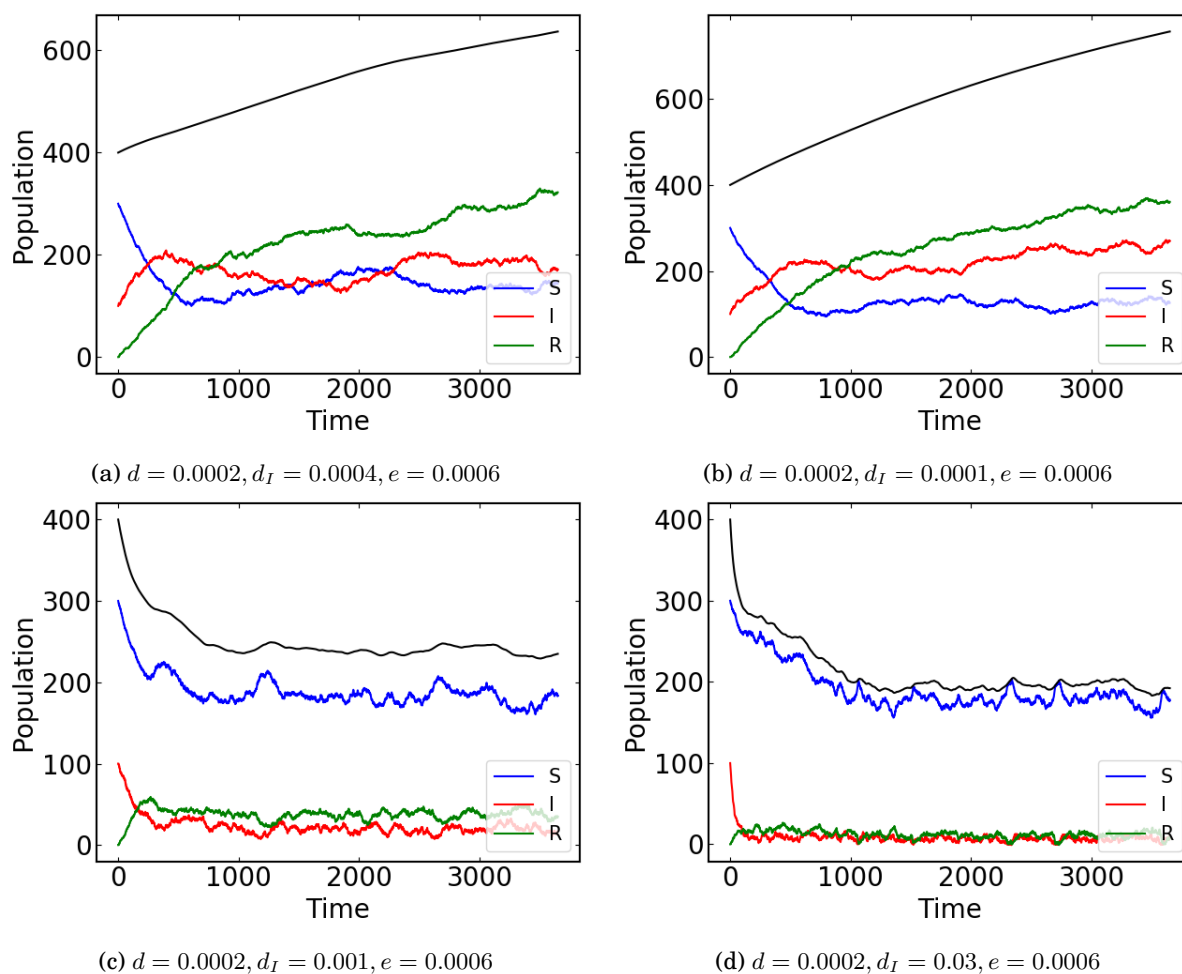 600
400
200
0
Population
S
I
R
0 1000 2000 3000
Time
(a) d = 0.0002, d_I = 0.0004, e = 0.0006
600
400
200
0
Population
S
I
R
0 1000 2000 3000
Time
(b) d = 0.0002, d_I = 0.0001, e = 0.0006
400
300
200
100
0
Population
S
I
R
0 1000 2000 3000
Time
(c) d = 0.0002, d_I = 0.001, e = 0.0006
400
300
200
100
0
Population
S
I
R
0 1000 2000 3000
Time
(d) d = 0.0002, d_I = 0.03, e = 0.0006